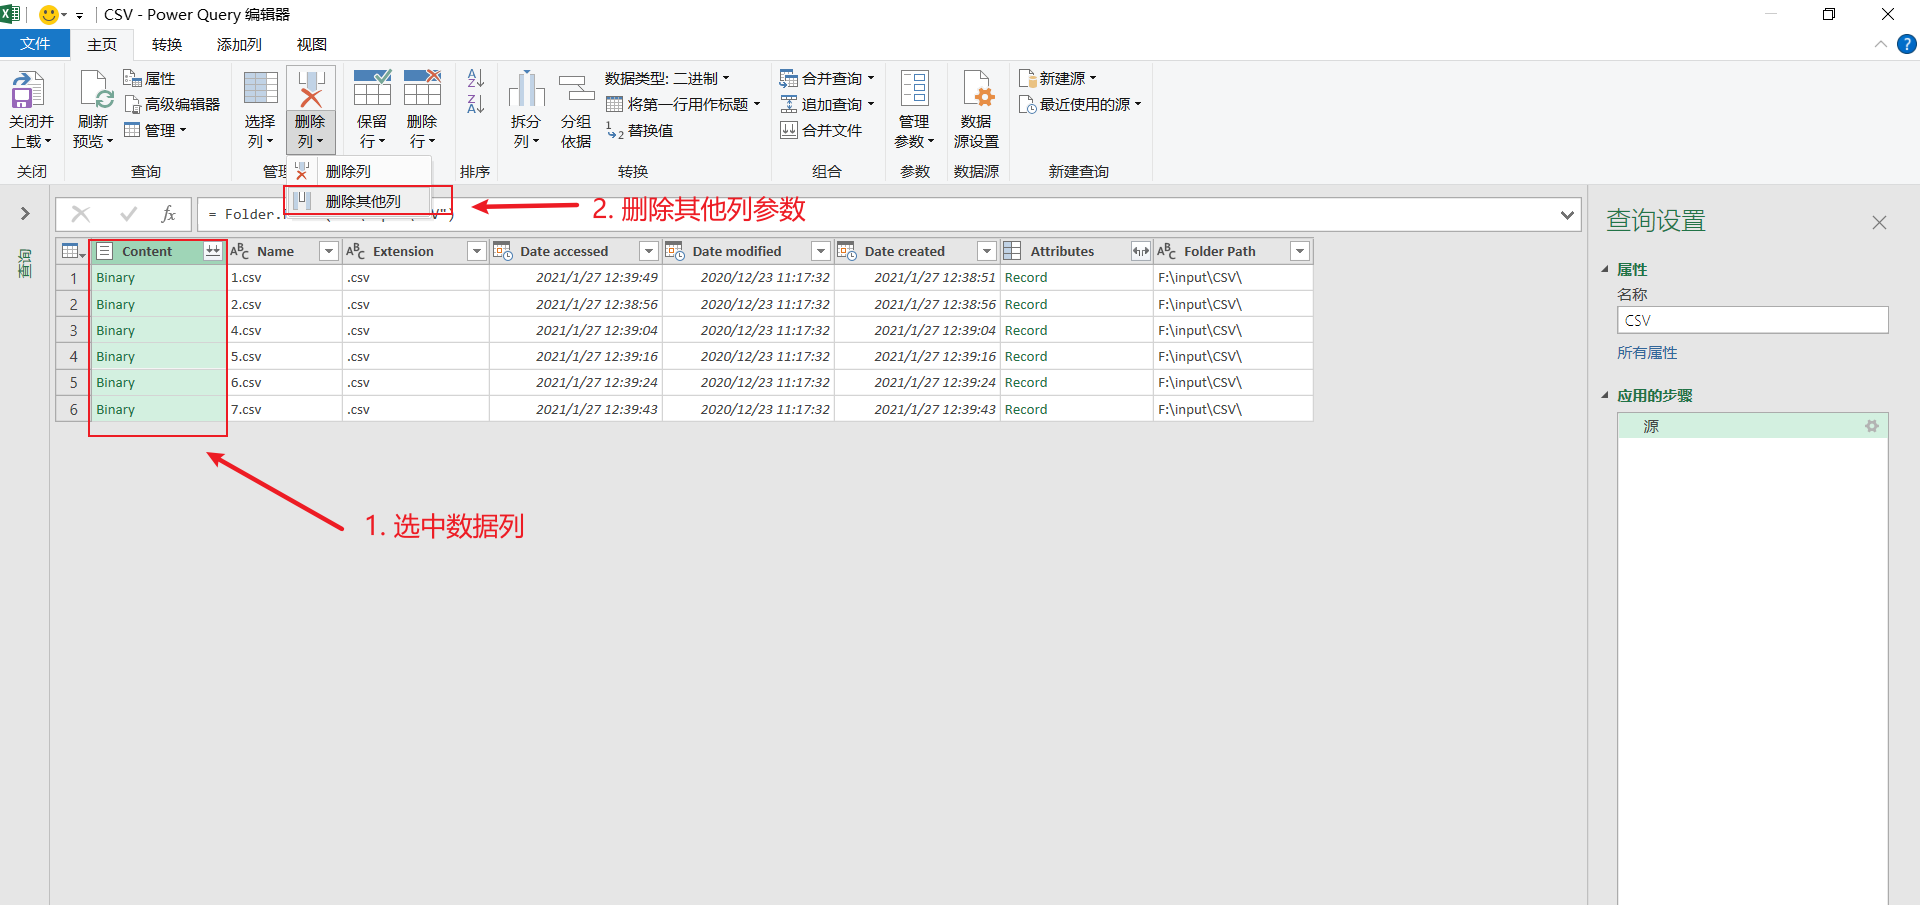 CSV - Power Query 编辑器
文件 主页 转换 添加列 视图
关闭并上载
关闭
刷新预览
属性
高级编辑器
管理
查询
选择列
删除列
管理
保留行
删除行
排序
拆分列
分组依据
数据类型: 二进制
将第一行用作标题
替换值
转换
合并查询
追加查询
合并文件
组合
管理参数
参数
数据源设置
数据源
新建源
最近使用的源
新建查询
删除列
删除其他列
2. 删除其他列参数
fx = Folder.
查询
Content Name Extension Date accessed Date modified Date created Attributes Folder Path
1 Binary 1.csv .csv 2021/1/27 12:39:49 2020/12/23 11:17:32 2021/1/27 12:38:51 Record F:\input\CSV\
2 Binary 2.csv .csv 2021/1/27 12:38:56 2020/12/23 11:17:32 2021/1/27 12:38:56 Record F:\input\CSV\
3 Binary 4.csv .csv 2021/1/27 12:39:04 2020/12/23 11:17:32 2021/1/27 12:39:04 Record F:\input\CSV\
4 Binary 5.csv .csv 2021/1/27 12:39:16 2020/12/23 11:17:32 2021/1/27 12:39:16 Record F:\input\CSV\
5 Binary 6.csv .csv 2021/1/27 12:39:24 2020/12/23 11:17:32 2021/1/27 12:39:24 Record F:\input\CSV\
6 Binary 7.csv .csv 2021/1/27 12:39:43 2020/12/23 11:17:32 2021/1/27 12:39:43 Record F:\input\CSV\
1. 选中数据列
查询设置
属性
名称
CSV
所有属性
应用的步骤
源